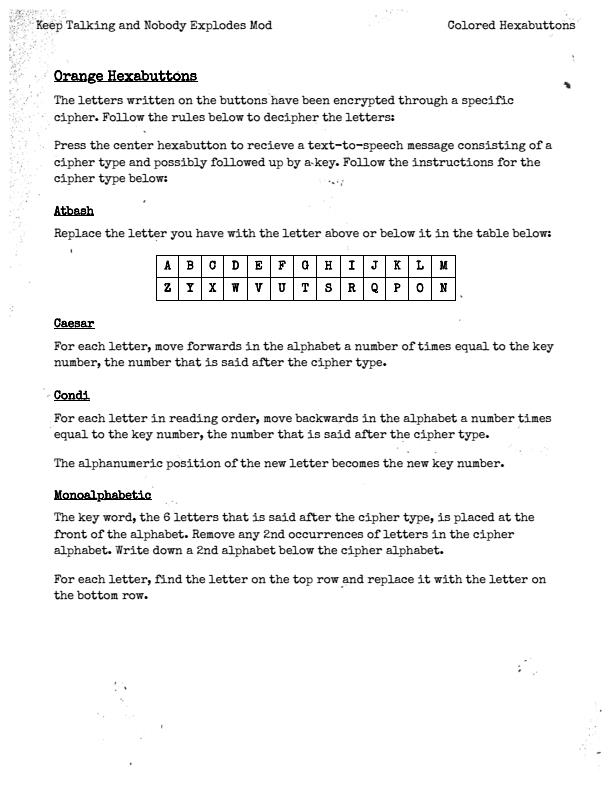 Keep Talking and Nobody Explodes Mod Colored Hexabuttons
Orange Hexabuttons
The letters written on the buttons have been encrypted through a specific
cipher. Follow the rules below to decipher the letters:
Press the center hexabutton to recieve a text-to-speech message consisting of a
cipher type and possibly followed up by a key. Follow the instructions for the
cipher type below:
Atbash
Replace the letter you have with the letter above or below it in the table below:
A B C D E F G H I J K L M
Z Y X W V U T S R Q P O N
Caesar
For each letter, move forwards in the alphabet a number of times equal to the key
number, the number that is said after the cipher type.
Condi
For each letter in reading order, move backwards in the alphabet a number times
equal to the key number, the number that is said after the cipher type.
The alphanumeric position of the new letter becomes the new key number.
Monoalphabetic
The key word, the 6 letters that is said after the cipher type, is placed at the
front of the alphabet. Remove any 2nd occurrences of letters in the cipher
alphabet. Write down a 2nd alphabet below the cipher alphabet.
For each letter, find the letter on the top row and replace it with the letter on
the bottom row.